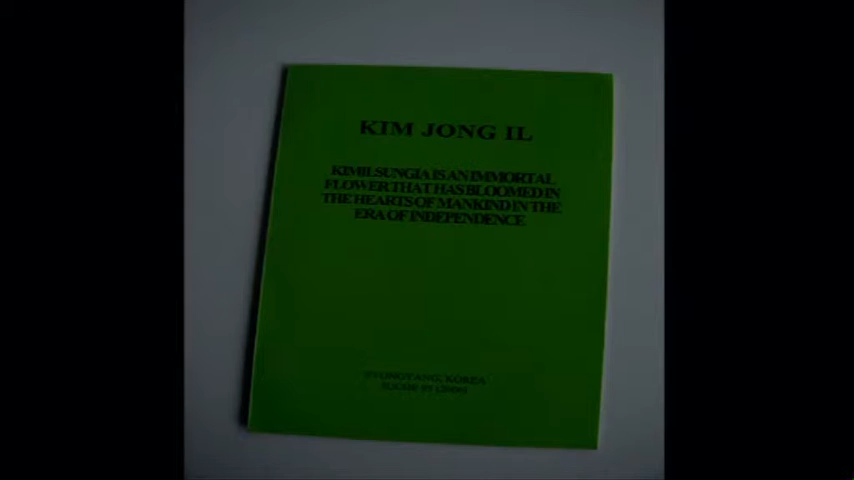 KIM JONG IL
KIMILSUNGIA IS AN IMMORTAL
FLOWER THAT HAS BLOOMED IN
THE HEARTS OF MANKIND IN THE
ERA OF INDEPENDENCE
PYONGYANG, KOREA
JUCHE